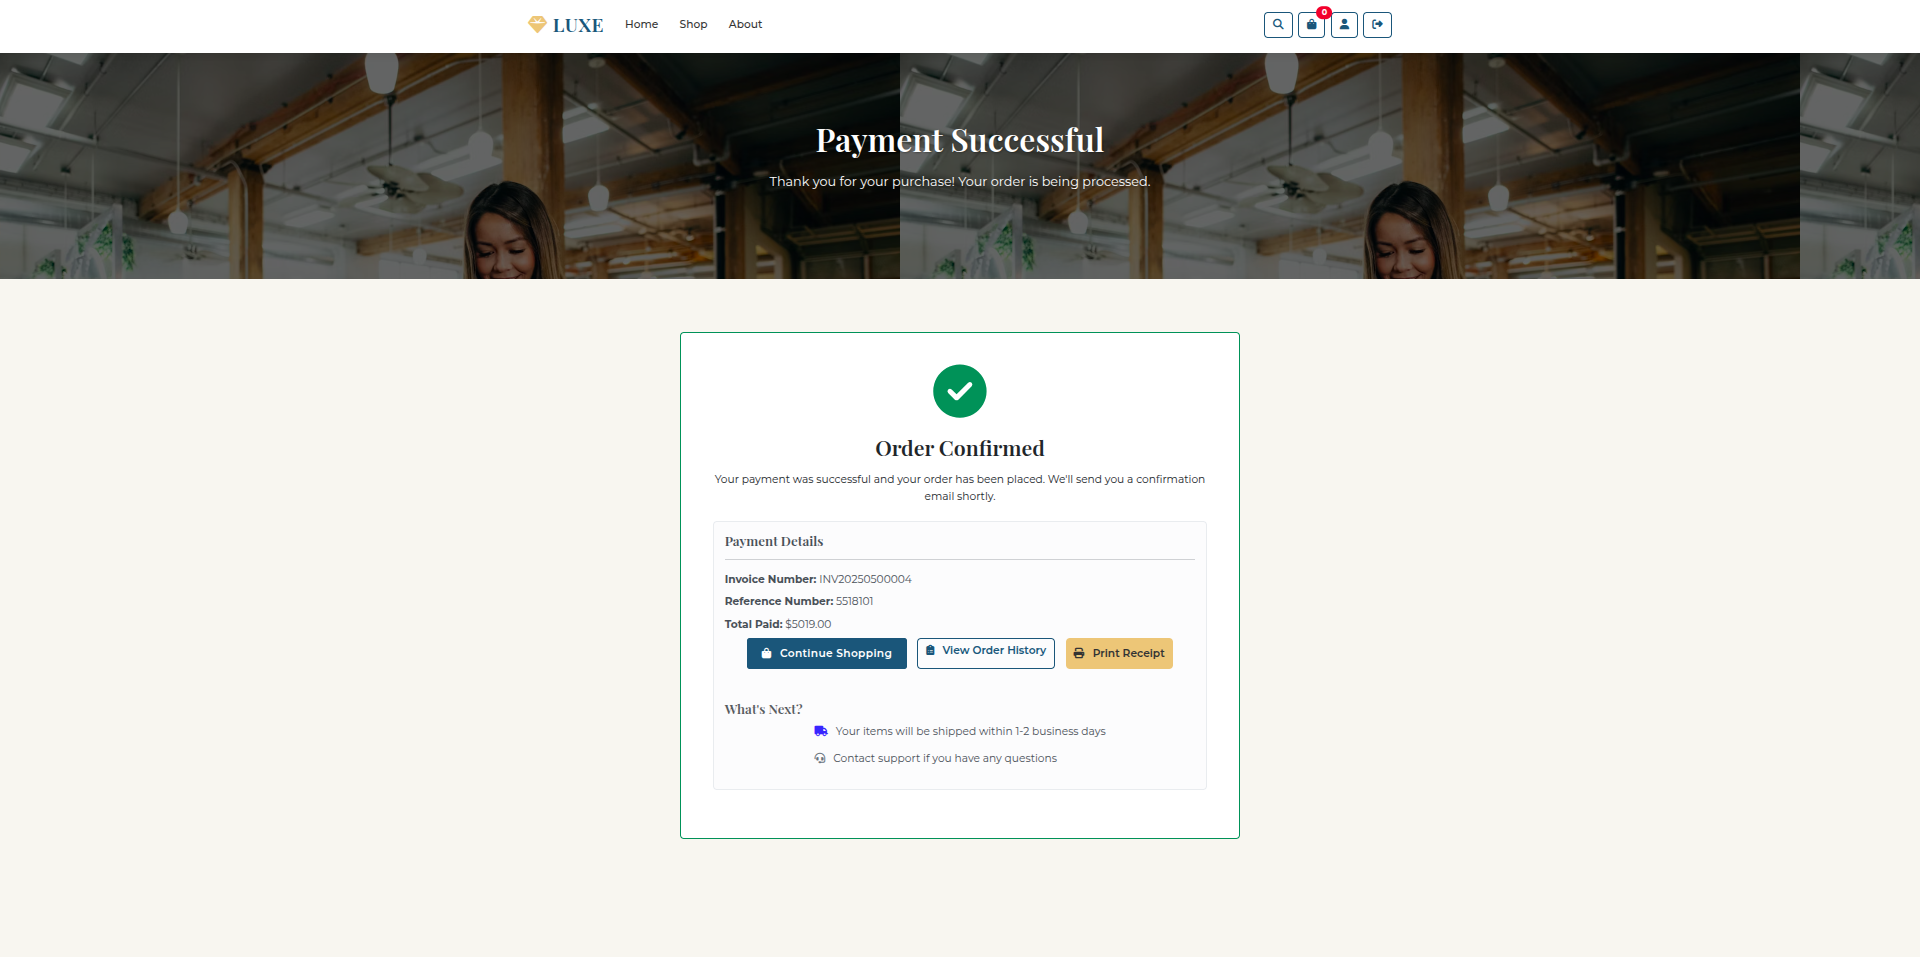 LUXE
Home
Shop
About
0
Payment Successful
Thank you for your purchase! Your order is being processed.
Order Confirmed
Your payment was successful and your order has been placed. We'll send you a confirmation
email shortly.
Payment Details
Invoice Number: INV20250500004
Reference Number: 5518101
Total Paid: $5019.00
Continue Shopping
View Order History
Print Receipt
What's Next?
Your items will be shipped within 1-2 business days
Contact support if you have any questions